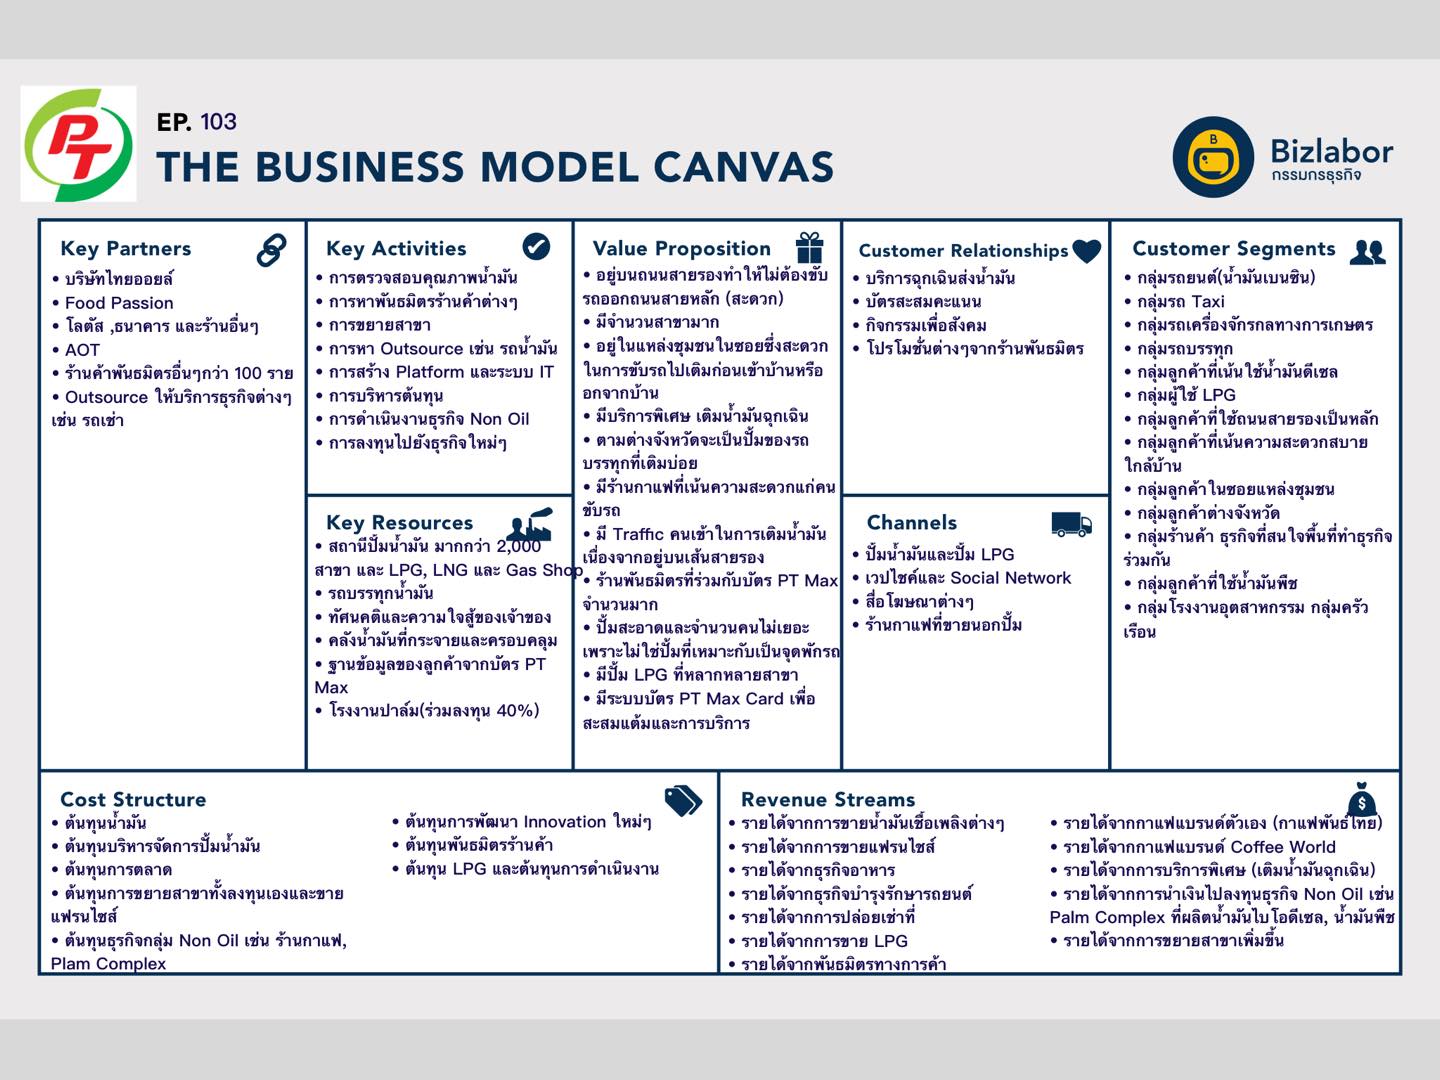 PT
EP. 103
THE BUSINESS MODEL CANVAS
B
Bizlabor
กรรมกรธุรกิจ
Key Partners
• บริษัทไทยออยล์
• Food Passion
• โลตัส ,ธนาคาร และร้านอื่นๆ
• AOT
• ร้านค้าพันธมิตรอื่นๆกว่า 100 ราย
• Outsource ให้บริการธุรกิจต่างๆ
เช่น รถเช่า
Key Activities
• การตรวจสอบคุณภาพน้ำมัน
• การหาพันธมิตรร้านค้าต่างๆ
• การขยายสาขา
• การหา Outsource เช่น รถน้ำมัน
• การสร้าง Platform และระบบ IT
• การบริหารต้นทุน
• การดำเนินงานธุรกิจ Non Oil
• การลงทุนไปยังธุรกิจใหม่ๆ
Key Resources
• สถานีปั้มน้ำมัน มากกว่า 2,000
สาขา และ LPG, LNG และ Gas Shop
• รถบรรทุกน้ำมัน
• ทัศนคติและความใจสู้ของเจ้าของ
• คลังน้ำมันที่กระจายและครอบคลุม
• ฐานข้อมูลของลูกค้าจากบัตร PT
Max
• โรงงานปาล์ม(ร่วมลงทุน 40%)
Value Proposition
• อยู่บนถนนสายรองทำให้ไม่ต้องขับ
รถออกถนนสายหลัก (สะดวก)
• มีจำนวนสาขามาก
• อยู่ในแหล่งชุมชนในซอยซึ่งสะดวก
ในการขับรถไปเติมก่อนเข้าบ้านหรือ
อกจากบ้าน
• มีบริการพิเศษ เติมน้ำมันฉุกเฉิน
• ตามต่างจังหวัดจะเป็นปั้มของรถ
บรรทุกที่เติมบ่อย
• มีร้านกาแฟที่เน้นความสะดวกแก่คน
ขับรถ
• มี Traffic คนเข้าในการเติมน้ำมัน
เนื่องจากอยู่บนเส้นสายรอง
• ร้านพันธมิตรที่ร่วมกับบัตร PT Max
จำนวนมาก
• ปั้มสะอาดและจำนวนคนไม่เยอะ
เพราะไม่ใช่ปั้มที่เหมาะกับเป็นจุดพักรถ
• มีปั้ม LPG ที่หลากหลายสาขา
• มีระบบบัตร PT Max Card เพื่อ
สะสมแต้มและการบริการ
Customer Relationships
• บริการฉุกเฉินส่งน้ำมัน
• บัตรสะสมคะแนน
• กิจกรรมเพื่อสังคม
• โปรโมชั่นต่างๆจากร้านพันธมิตร
Channels
• ปั้มน้ำมันและปั้ม LPG
• เวปไซค์และ Social Network
• สื่อโฆษณาต่างๆ
• ร้านกาแฟที่ขายนอกปั้ม
Customer Segments
• กลุ่มรถยนต์(น้ำมันเบนซิน)
• กลุ่มรถ Taxi
• กลุ่มรถเครื่องจักรกลทางการเกษตร
• กลุ่มรถบรรทุก
• กลุ่มลูกค้าที่เน้นใช้น้ำมันดีเซล
• กลุ่มผู้ใช้ LPG
• กลุ่มลูกค้าที่ใช้ถนนสายรองเป็นหลัก
• กลุ่มลูกค้าที่เน้นความสะดวกสบาย
ใกล้บ้าน
• กลุ่มลูกค้าในซอยแหล่งชุมชน
• กลุ่มลูกค้าต่างจังหวัด
• กลุ่มร้านค้า ธุรกิจที่สนใจพื้นที่ทำธุรกิจ
ร่วมกัน
• กลุ่มลูกค้าที่ใช้น้ำมันพืช
• กลุ่มโรงงานอุตสาหกรรม กลุ่มครัว
เรือน
Cost Structure
• ต้นทุนน้ำมัน
• ต้นทุนบริหารจัดการปั้มน้ำมัน
• ต้นทุนการตลาด
• ต้นทุนการขยายสาขาทั้งลงทุนเองและขาย
แฟรนไชส์
• ต้นทุนธุรกิจกลุ่ม Non Oil เช่น ร้านกาแฟ,
Plam Complex
• ต้นทุนการพัฒนา Innovation ใหม่ๆ
• ต้นทุนพันธมิตรร้านค้า
• ต้นทุน LPG และต้นทุนการดำเนินงาน
Revenue Streams
• รายได้จากการขายน้ำมันเชื้อเพลิงต่างๆ
• รายได้จากการขายแฟรนไชส์
• รายได้จากธุรกิจอาหาร
• รายได้จากธุรกิจบำรุงรักษารถยนต์
• รายได้จากการปล่อยเช่าที่
• รายได้จากการขาย LPG
• รายได้จากพันธมิตรทางการค้า
• รายได้จากกาแฟแบรนด์ตัวเอง (กาแฟพันธ์ไทย)
• รายได้จากกาแฟแบรนด์ Coffee World
• รายได้จากการบริการพิเศษ (เติมน้ำมันฉุกเฉิน)
• รายได้จากการนำเงินไปลงทุนธุรกิจ Non Oil เช่น
Palm Complex ที่ผลิตน้ำมันไบโอดีเซล, น้ำมันพืช
• รายได้จากการขยายสาขาเพิ่มขึ้น